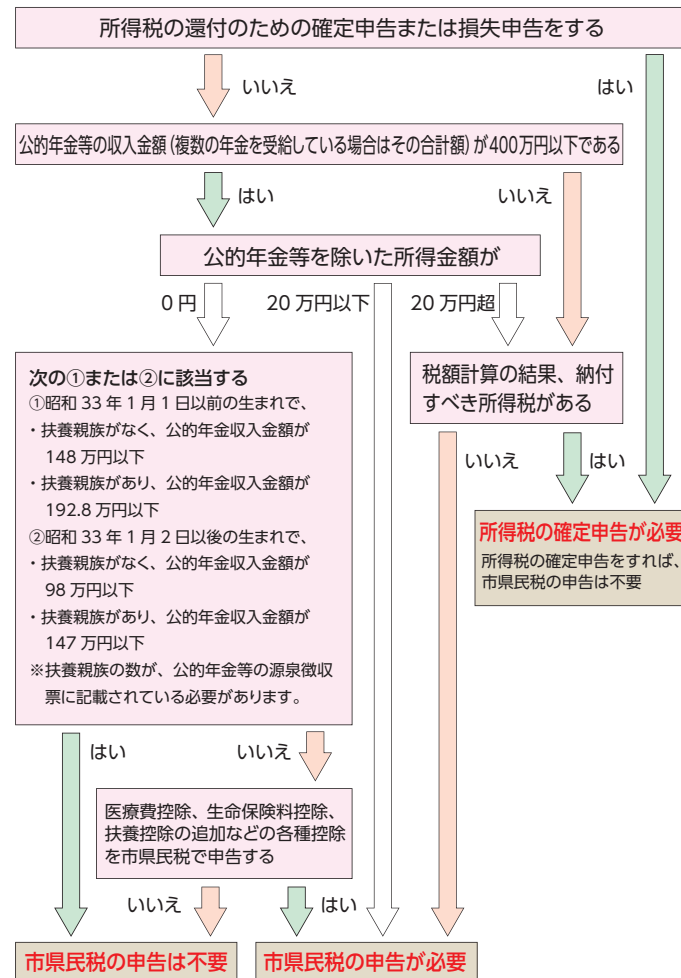 所得税の還付のための確定申告または損失申告をする
いいえ
はい
公的年金等の収入金額(複数の年金を受給している場合はその合計額)が400万円以下である
はい
いいえ
公的年金等を除いた所得金額が
0円
20万円以下
20万円超
次の①または②に該当する
①昭和33年1月1日以前の生まれで、
・扶養親族がなく、公的年金収入金額が
148万円以下
・扶養親族があり、公的年金収入金額が
192.8万円以下
②昭和33年1月2日以後の生まれで、
・扶養親族がなく、公的年金収入金額が
98万円以下
・扶養親族があり、公的年金収入金額が
147万円以下
※扶養親族の数が、公的年金等の源泉徴収
票に記載されている必要があります。
税額計算の結果、納付
すべき所得税がある
いいえ
はい
所得税の確定申告が必要
所得税の確定申告をすれば、
市県民税の申告は不要
はい
いいえ
医療費控除、生命保険料控除、
扶養控除の追加などの各種控除
を市県民税で申告する
いいえ
はい
市県民税の申告は不要
市県民税の申告が必要